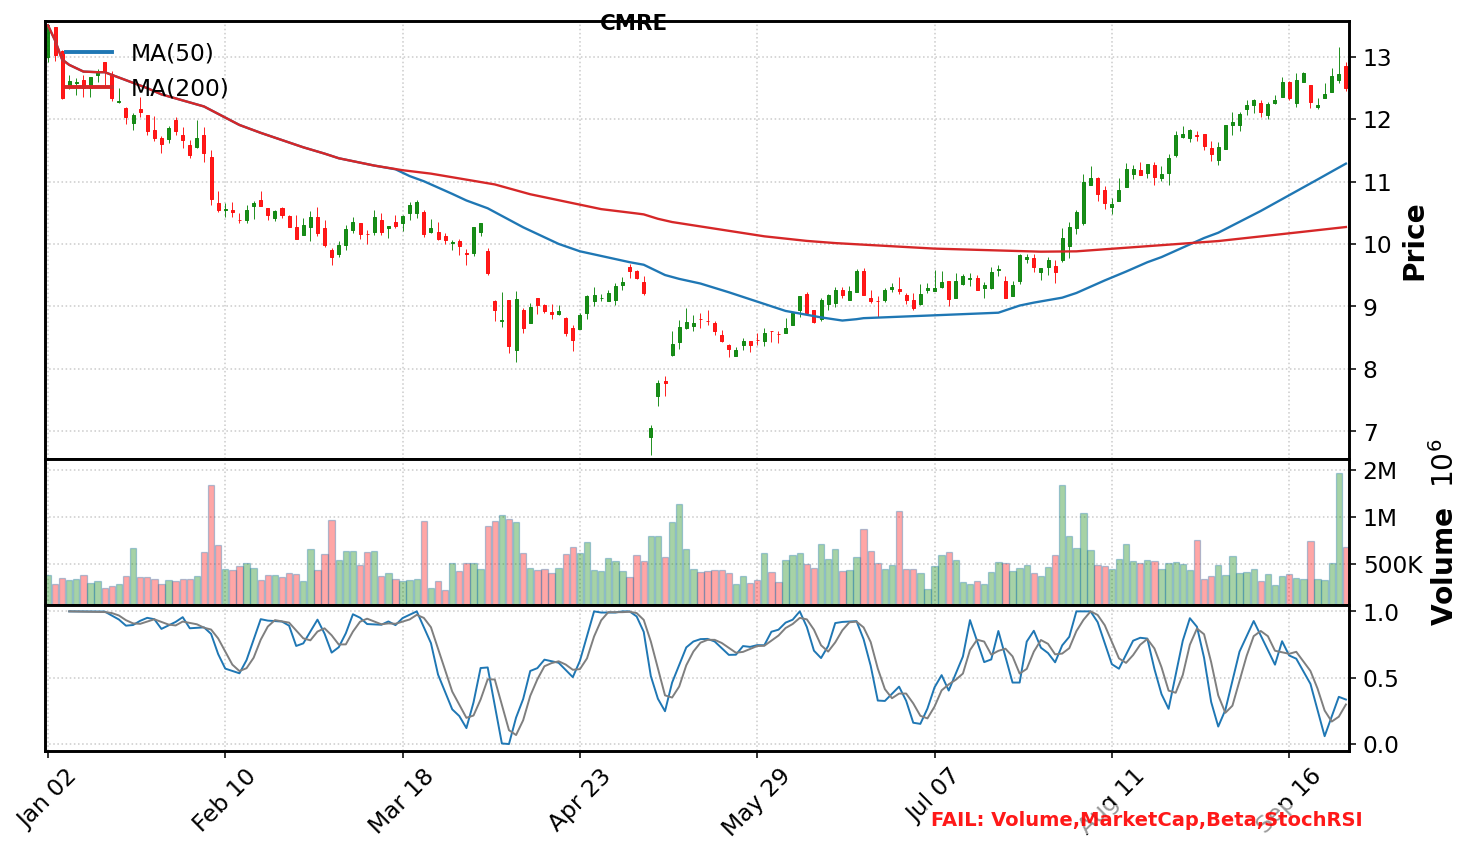 CMRE
MA(50)
MA(200)
13
12
11
10
9
8
7
Price
10⁶
2M
1M
500K
Volume
1.0
0.5
0.0
Jan 02
Feb 10
Mar 18
Apr 23
May 29
Jul 07
Aug 11
Sep 16
FAIL: Volume,MarketCap,Beta,StochRSI